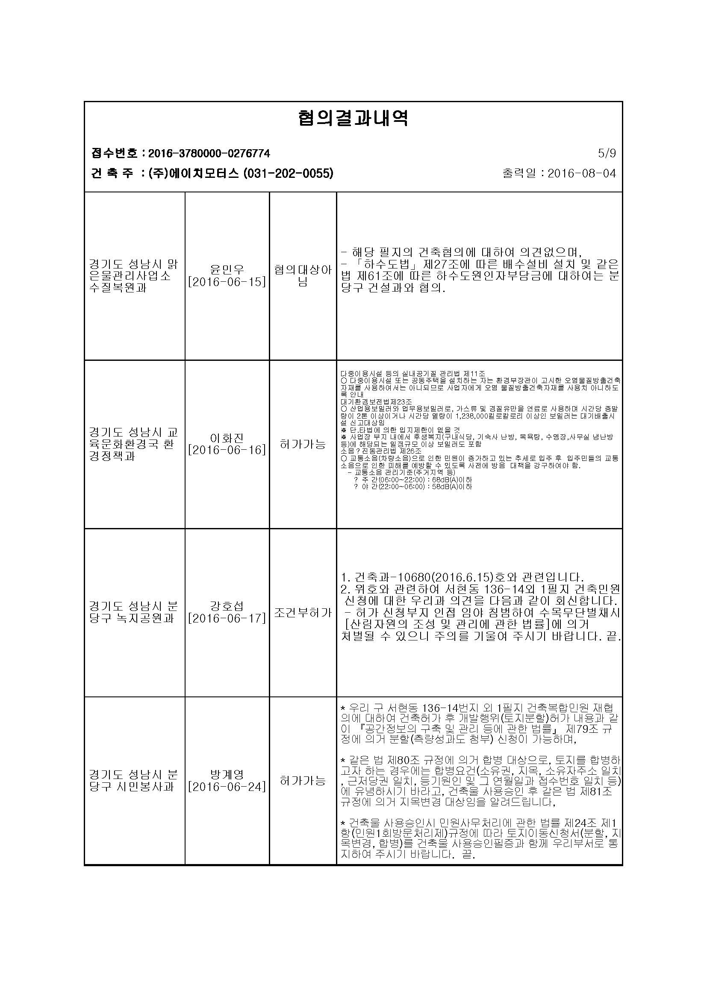 협의결과내역
접수번호 : 2016-3780000-0276774
5/9
건 축 주 : (주)에이치모터스 (031-202-0055)
출력일 : 2016-08-04
경기도 성남시 맑
은물관리사업소
수질복원과
윤민우
[2016-06-15]
협의대상아
님
- 해당 필지의 건축협의에 대하여 의견없으며,
- 「하수도법」제27조에 따른 배수설비 설치 및 같은
법 제61조에 따른 하수도원인자부담금에 대하여는 분
당구 건설과와 협의.
경기도 성남시 교
육문화환경국 환
경정책과
이화진
[2016-06-16]
허가가능
다중이용시설 등의 실내공기질 관리법 제11조
○ 다중이용시설 또는 공동주택을 설치하는 자는 환경부장관이 고시한 오염물질방출건축
자재를 사용하여서는 아니되므로 사업자에게 오염 물질방출건축자재를 사용치 아니하도
록 안내
대기환경보전법제23조
○ 산업용보일러와 업무용보일러로, 가스류 및 경질유만을 연료로 사용하며 시간당 증발
량이 2톤 이상이거나 시간당 열량이 1,238,000킬로칼로리 이상인 보일러는 대기배출시
설 신고대상임
※ 단.타법에 의한 입지제한이 없을 것
※ 사업장 부지 내에서 후생복지(구내식당, 기숙사 난방, 목욕탕, 수영장,사무실 냉난방
등)에 해당되는 일정규모 이상 보일러도 포함
소음?진동관리법 제26조
○ 교통소음(차량소음)으로 인한 민원이 증가하고 있는 추세로 입주 후  입주민들의 교통
소음으로 인한 피해를 예방할 수 있도록 사전에 방음  대책을 강구하여야 함.
- 교통소음 관리기준(주거지역 등)
? 주 간(06:00~22:00) : 68dB(A)이하
? 야 간(22:00~06:00) : 58dB(A)이하
경기도 성남시 분
당구 녹지공원과
강호섭
[2016-06-17]
조건부허가
1. 건축과-10680(2016.6.15)호와 관련입니다.
2. 위호와 관련하여 서현동 136-14외 1필지 건축민원
신청에 대한 우리과 의견을 다음과 같이 회신합니다.
- 허가 신청부지 인접 임야 침범하여 수목무단벌채시
[산림자원의 조성 및 관리에 관한 법률]에 의거
처벌될 수 있으니 주의를 기울여 주시기 바랍니다. 끝.
경기도 성남시 분
당구 시민봉사과
방계영
[2016-06-24]
허가가능
* 우리 구 서현동 136-14번지 외 1필지 건축복합민원 재협
의에 대하여 건축허가 후 개발행위(토지분할)허가 내용과 같
이 『공간정보의 구축 및 관리 등에 관한 법률』 제79조 규
정에 의거 분할(측량성과도 첨부) 신청이 가능하며,
* 같은 법 제80조 규정에 의거 합병 대상으로, 토지를 합병하
고자 하는 경우에는 합병요건(소유권, 지목, 소유자주소 일치
, 근저당권 일치, 등기원인 및 그 연월일과 접수번호 일치 등)
에 유념하시기 바라고, 건축물 사용승인 후 같은 법 제81조
규정에 의거 지목변경 대상임을 알려드립니다,
* 건축물 사용승인시 민원사무처리에 관한 법률 제24조 제1
항(민원1회방문처리제)규정에 따라 토지이동신청서(분할, 지
목변경, 합병)를 건축물 사용승인필증과 함께 우리부서로 통
지하여 주시기 바랍니다.  끝.